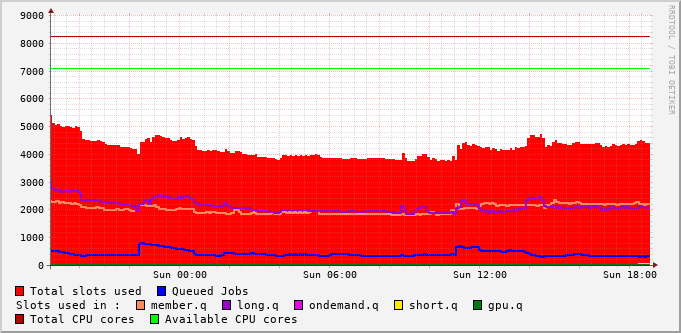 9000
8000
7000
6000
5000
4000
3000
2000
1000
0
Sun 00:00 Sun 06:00 Sun 12:00 Sun 18:00
RRDTOOL / TOBI OETIKER
Total slots used Queued Jobs
Slots used in : member.q long.q ondemand.q short.q gpu.q
Total CPU cores Available CPU cores